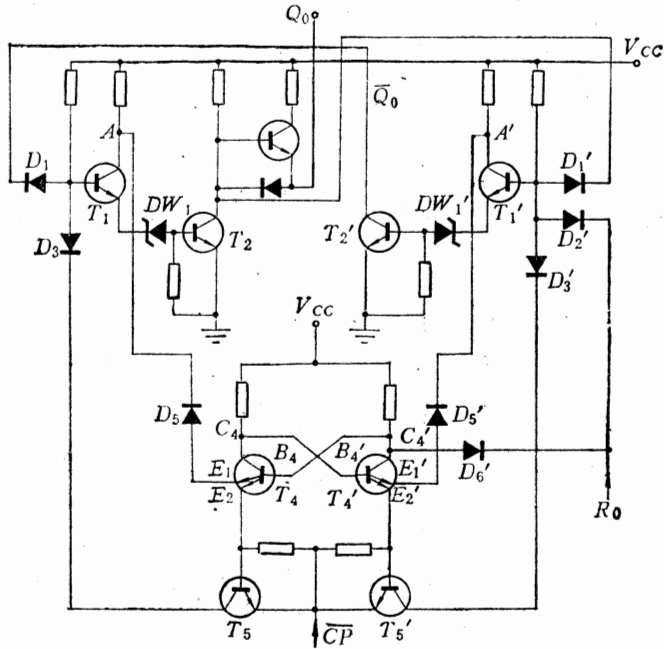 Q₀
V_CC
Q̅₀
A
A′
D₁
T₁
DW₁
T₂
T₂′
DW₁′
T₁′
D₁′
D₂′
D₃
D₃′
V_CC
D₅
D₅′
C₄
C₄′
B₄
B₄′
D₆′
E₁
E₂
T₄
T₄′
E₁′
E₂′
R₀
T₅
C̅P̅
T₅′